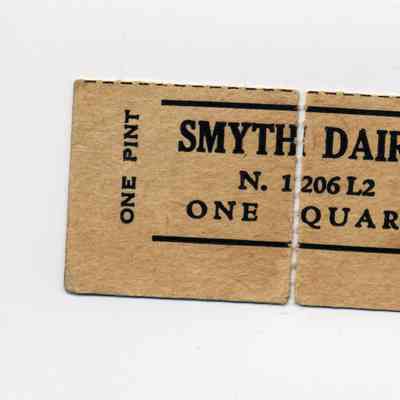 ONE PINT
SMYTH DAIR
N. 1206 L2
ONE QUAR